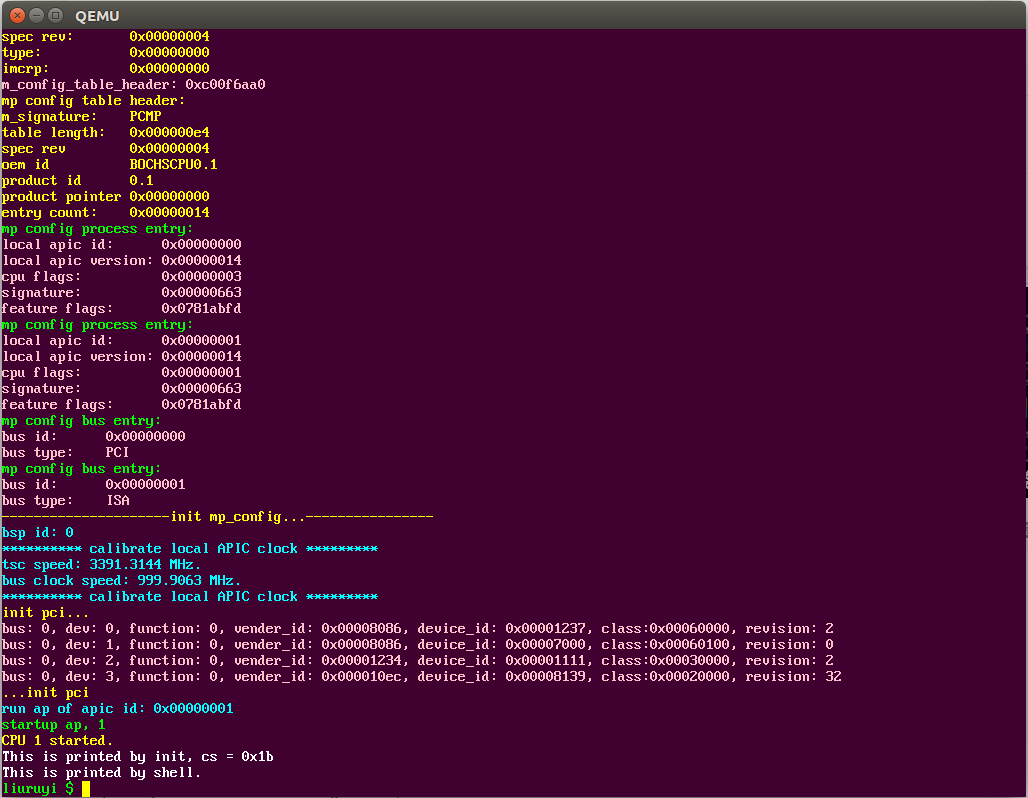 QEMU
spec rev:       0x00000004
type:           0x00000000
imcrp:          0x00000000
m_config_table_header: 0xc00f6aa0
mp config table header:
m_signature:    PCMP
table length:   0x000000e4
spec rev        0x00000004
oem id          BOCHSCPU0.1
product id      0.1
product pointer 0x00000000
entry count:    0x00000014
mp config process entry:
local apic id:      0x00000000
local apic version: 0x00000014
cpu flags:          0x00000003
signature:          0x00000663
feature flags:      0x0781abfd
mp config process entry:
local apic id:      0x00000001
local apic version: 0x00000014
cpu flags:          0x00000001
signature:          0x00000663
feature flags:      0x0781abfd
mp config bus entry:
bus id:      0x00000000
bus type:    PCI
mp config bus entry:
bus id:      0x00000001
bus type:    ISA
---------------------init mp_config...----------------
bsp id: 0
********** calibrate local APIC clock *********
tsc speed: 3391.3144 MHz.
bus clock speed: 999.9063 MHz.
********** calibrate local APIC clock *********
init pci...
bus: 0, dev: 0, function: 0, vender_id: 0x00008086, device_id: 0x00001237, class:0x00060000, revision: 2
bus: 0, dev: 1, function: 0, vender_id: 0x00008086, device_id: 0x00007000, class:0x00060100, revision: 0
bus: 0, dev: 2, function: 0, vender_id: 0x00001234, device_id: 0x00001111, class:0x00030000, revision: 2
bus: 0, dev: 3, function: 0, vender_id: 0x000010ec, device_id: 0x00008139, class:0x00020000, revision: 32
...init pci
run ap of apic id: 0x00000001
startup ap, 1
CPU 1 started.
This is printed by init, cs = 0x1b
This is printed by shell.
liuruyi $